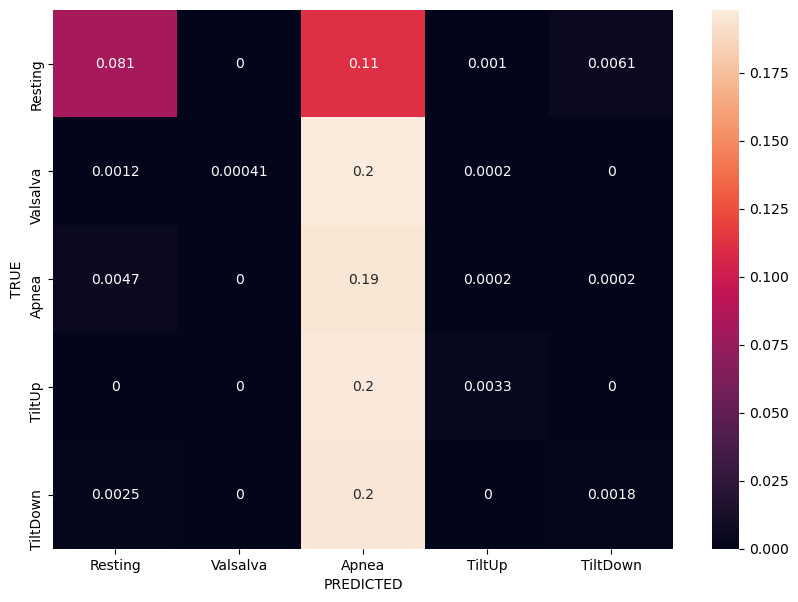 Resting 0.081 0 0.11 0.001 0.0061
Valsalva 0.0012 0.00041 0.2 0.0002 0
Apnea 0.0047 0 0.19 0.0002 0.0002
TiltUp 0 0 0.2 0.0033 0
TiltDown 0.0025 0 0.2 0 0.0018
TRUE
Resting Valsalva Apnea TiltUp TiltDown
PREDICTED
0.175
0.150
0.125
0.100
0.075
0.050
0.025
0.000